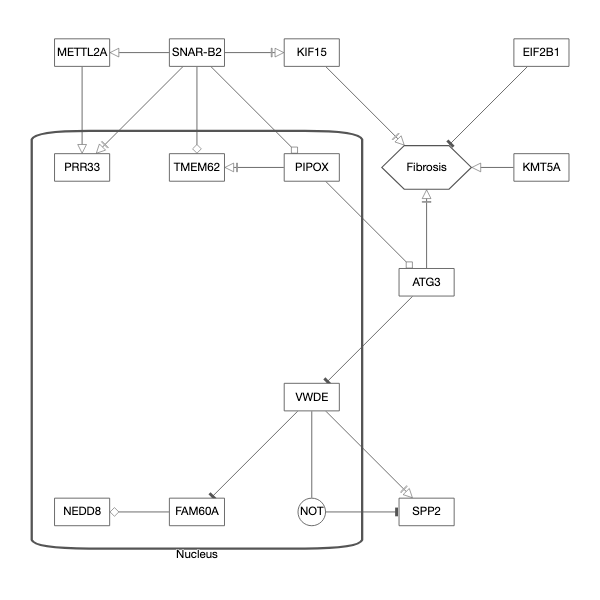 METTL2A
SNAR-B2
KIF15
EIF2B1
PRR33
TMEM62
PIPOX
Fibrosis
KMT5A
ATG3
VWDE
NEDD8
FAM60A
NOT
SPP2
Nucleus